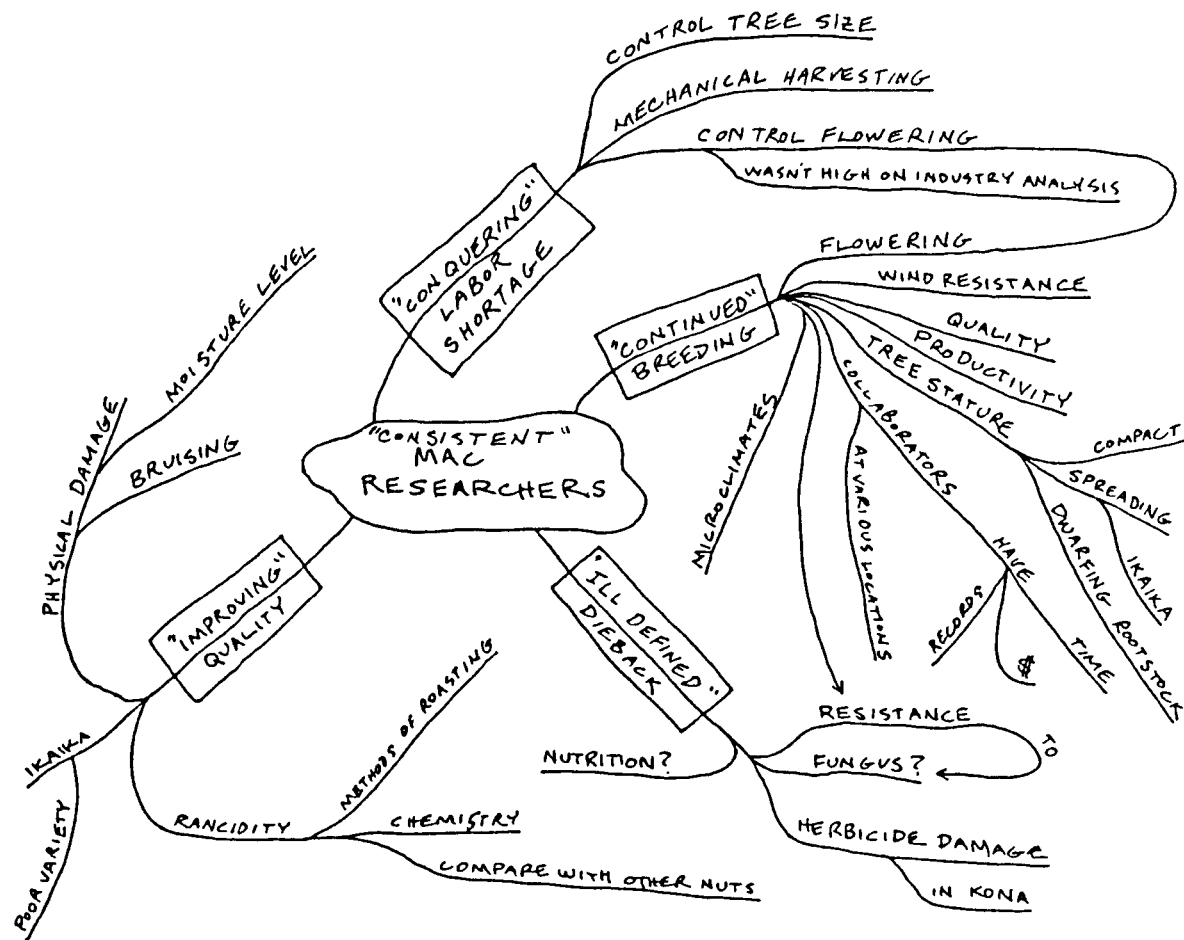 CONTROL TREE SIZE
MECHANICAL HARVESTING
CONTROL FLOWERING
WASN'T HIGH ON INDUSTRY ANALYSIS
"CONQUERING"
LABOR
SHORTAGE
FLOWERING
WIND RESISTANCE
QUALITY
PRODUCTIVITY
TREE STATURE
COMPACT
SPREADING
IKAIKA
DWARFING ROOTSTOCK
COLLABORATORS
HAVE
TIME
RECORDS
$
AT VARIOUS LOCATIONS
MICROCLIMATES
"CONTINUED"
BREEDING
"CONSISTENT"
MAC
RESEARCHERS
MOISTURE LEVEL
BRUISING
PHYSICAL DAMAGE
"IMPROVING"
QUALITY
IKAIKA
POOR VARIETY
RANCIDITY
METHODS OF ROASTING
CHEMISTRY
COMPARE WITH OTHER NUTS
"ILL DEFINED"
DIEBACK
NUTRITION?
RESISTANCE
TO
FUNGUS?
HERBICIDE DAMAGE
IN KONA